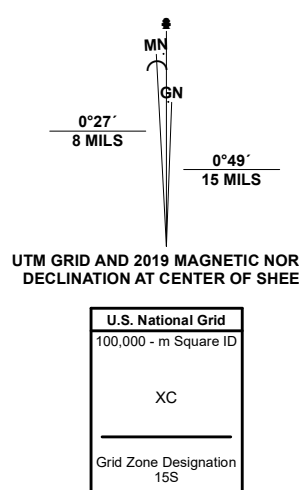 MN
GN
0°27´
8 MILS
0°49´
15 MILS
UTM GRID AND 2019 MAGNETIC NOR
DECLINATION AT CENTER OF SHEE
U.S. National Grid
100,000 - m Square ID
XC
Grid Zone Designation
15S